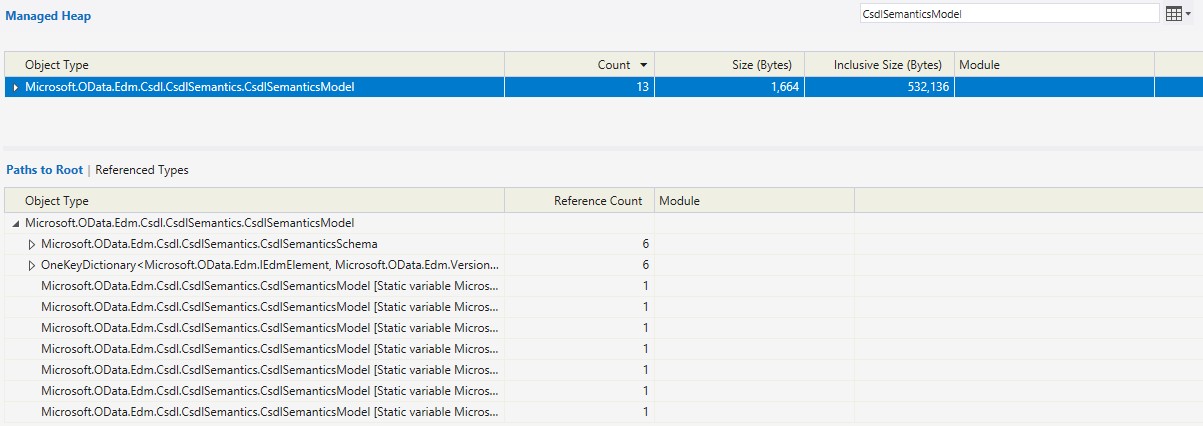 Managed Heap
CsdlSemanticsModel
Object Type Count Size (Bytes) Inclusive Size (Bytes) Module
Microsoft.OData.Edm.Csdl.CsdlSemantics.CsdlSemanticsModel 13 1,664 532,136
Paths to Root | Referenced Types
Object Type Reference Count Module
Microsoft.OData.Edm.Csdl.CsdlSemantics.CsdlSemanticsModel
Microsoft.OData.Edm.Csdl.CsdlSemantics.CsdlSemanticsSchema 6
OneKeyDictionary<Microsoft.OData.Edm.IEdmElement, Microsoft.OData.Edm.Version... 6
Microsoft.OData.Edm.Csdl.CsdlSemantics.CsdlSemanticsModel [Static variable Micros... 1
Microsoft.OData.Edm.Csdl.CsdlSemantics.CsdlSemanticsModel [Static variable Micros... 1
Microsoft.OData.Edm.Csdl.CsdlSemantics.CsdlSemanticsModel [Static variable Micros... 1
Microsoft.OData.Edm.Csdl.CsdlSemantics.CsdlSemanticsModel [Static variable Micros... 1
Microsoft.OData.Edm.Csdl.CsdlSemantics.CsdlSemanticsModel [Static variable Micros... 1
Microsoft.OData.Edm.Csdl.CsdlSemantics.CsdlSemanticsModel [Static variable Micros... 1
Microsoft.OData.Edm.Csdl.CsdlSemantics.CsdlSemanticsModel [Static variable Micros... 1